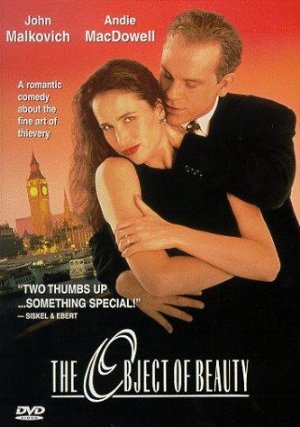 John Andie
Malkovich MacDowell
A romantic
comedy
about the
fine art of
thievery
"TWO THUMBS UP
...SOMETHING SPECIAL!"
— SISKEL & EBERT
THE OBJECT OF BEAUTY
DVD
VIDEO